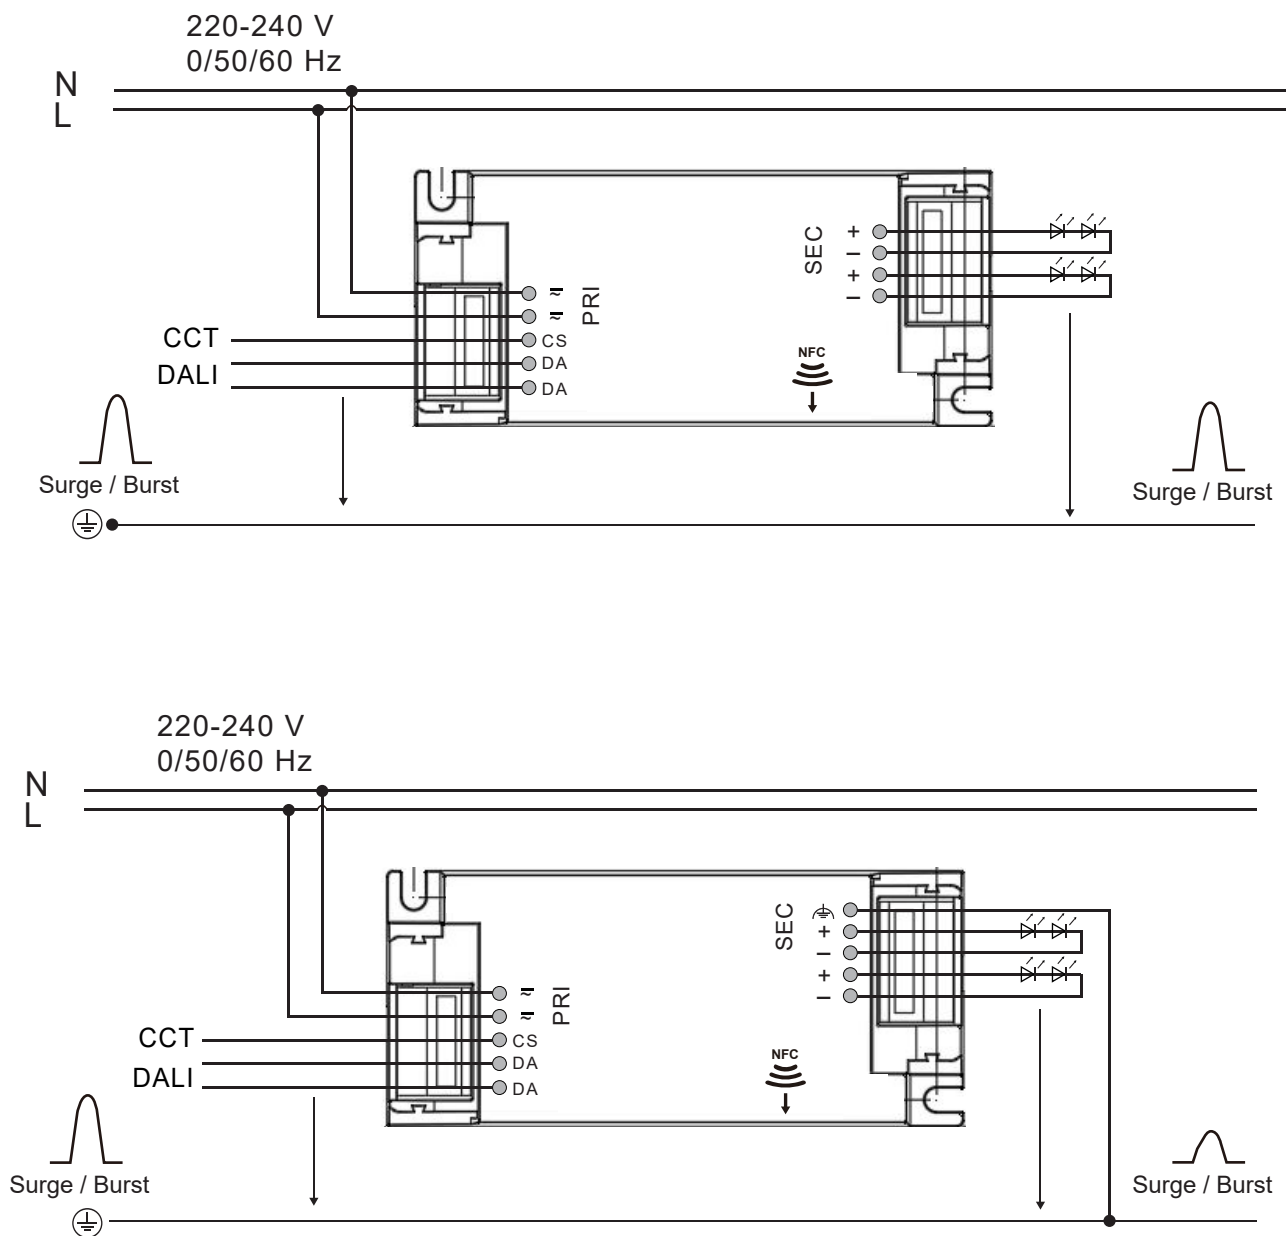 220-240 V
0/50/60 Hz
N
L
SEC
+
–
+
–
PRI
CCT
CS
DALI
DA
DA
NFC
Surge / Burst
Surge / Burst
220-240 V
0/50/60 Hz
N
L
SEC
+
–
+
–
PRI
CCT
CS
DALI
DA
DA
NFC
Surge / Burst
Surge / Burst